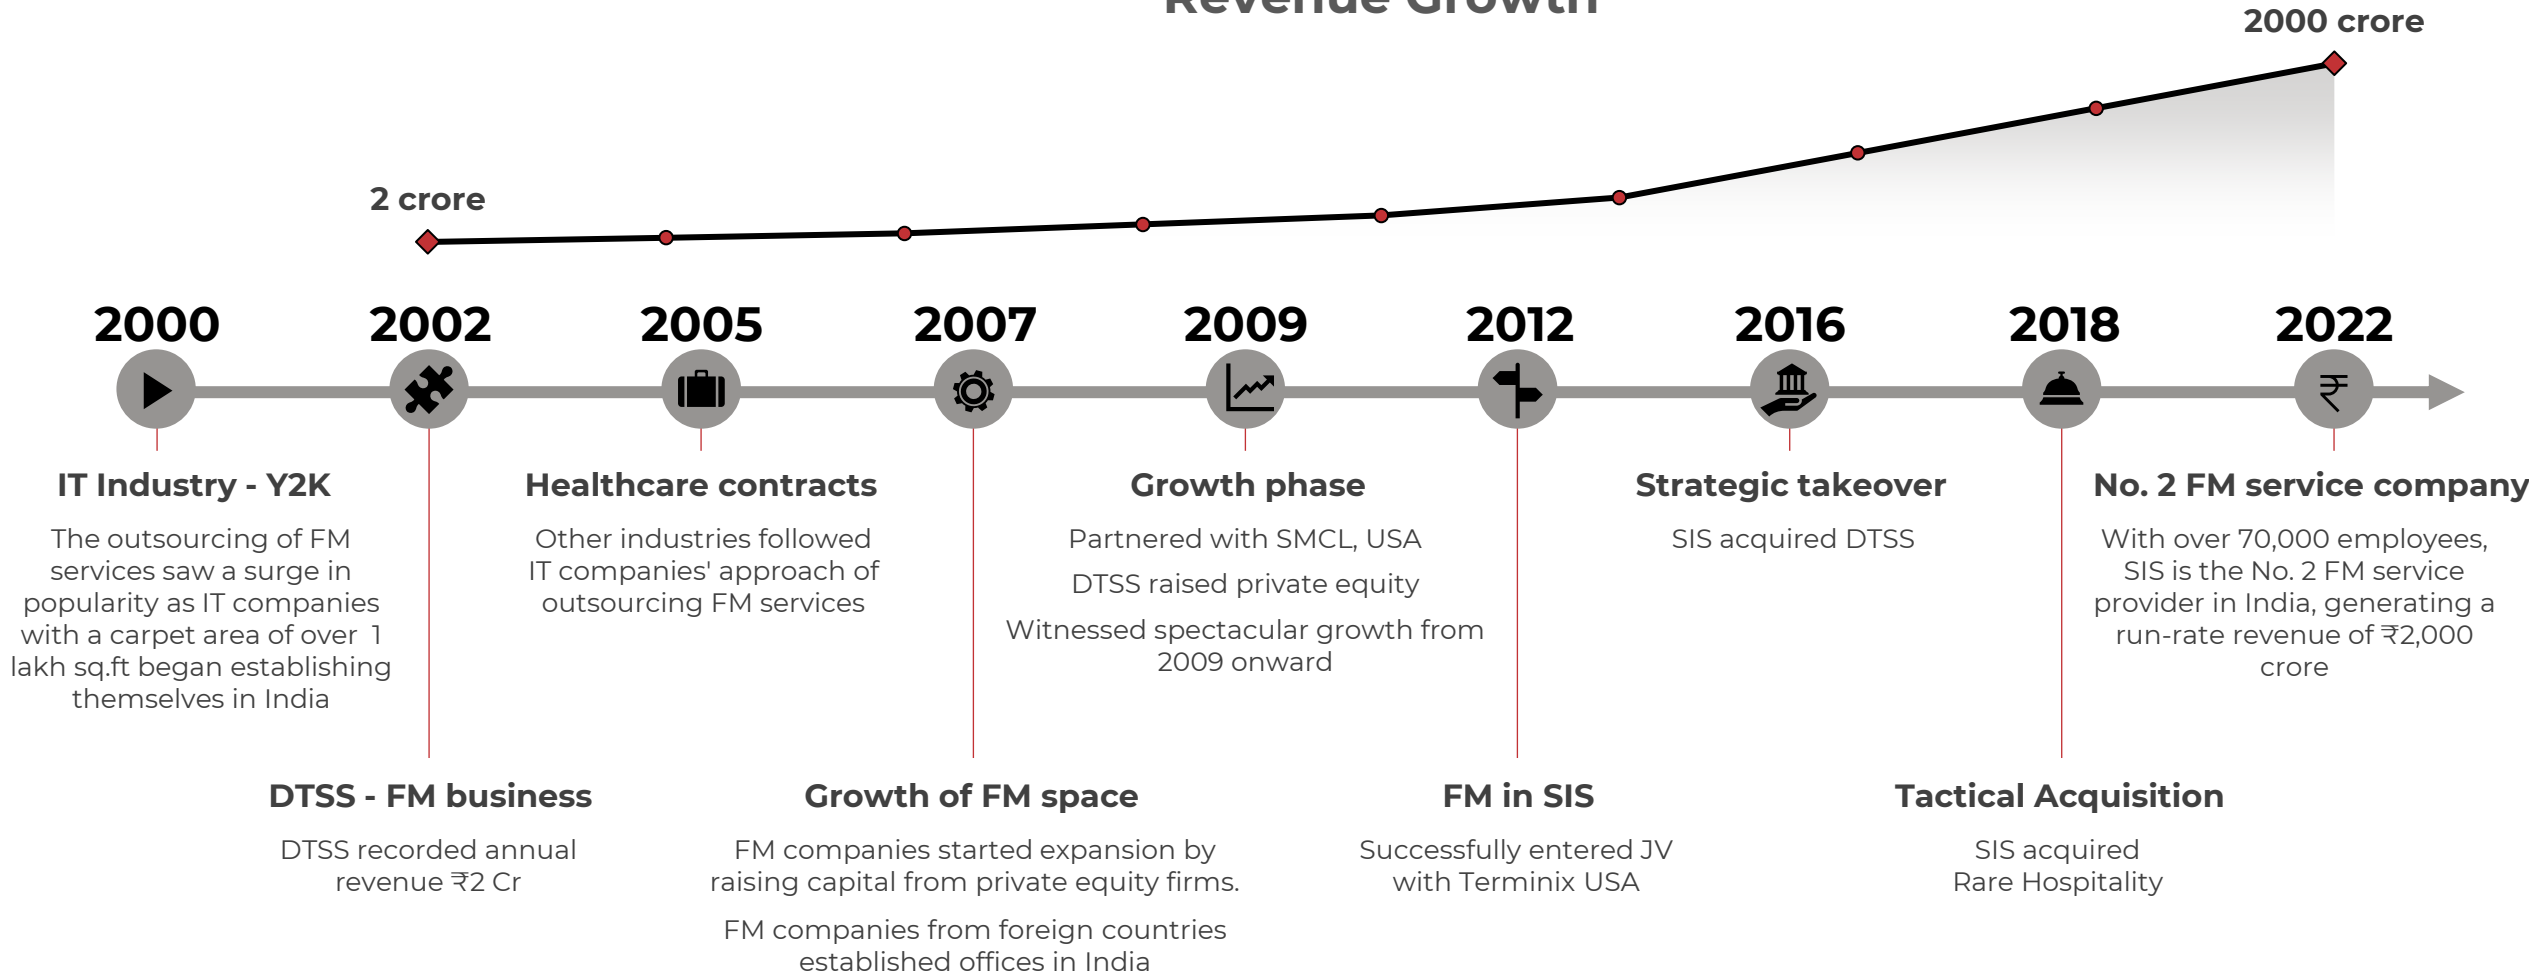 Revenue Growth
2000 crore
2 crore
2000
2002
2005
2007
2009
2012
2016
2018
2022
IT Industry - Y2K
The outsourcing of FM
services saw a surge in
popularity as IT companies
with a carpet area of over 1
lakh sq.ft began establishing
themselves in India
Healthcare contracts
Other industries followed
IT companies' approach of
outsourcing FM services
Growth phase
Partnered with SMCL, USA
DTSS raised private equity
Witnessed spectacular growth from
2009 onward
Strategic takeover
SIS acquired DTSS
No. 2 FM service company
With over 70,000 employees,
SIS is the No. 2 FM service
provider in India, generating a
run-rate revenue of ₹2,000
crore
DTSS - FM business
DTSS recorded annual
revenue ₹2 Cr
Growth of FM space
FM companies started expansion by
raising capital from private equity firms.
FM companies from foreign countries
established offices in India
FM in SIS
Successfully entered JV
with Terminix USA
Tactical Acquisition
SIS acquired
Rare Hospitality